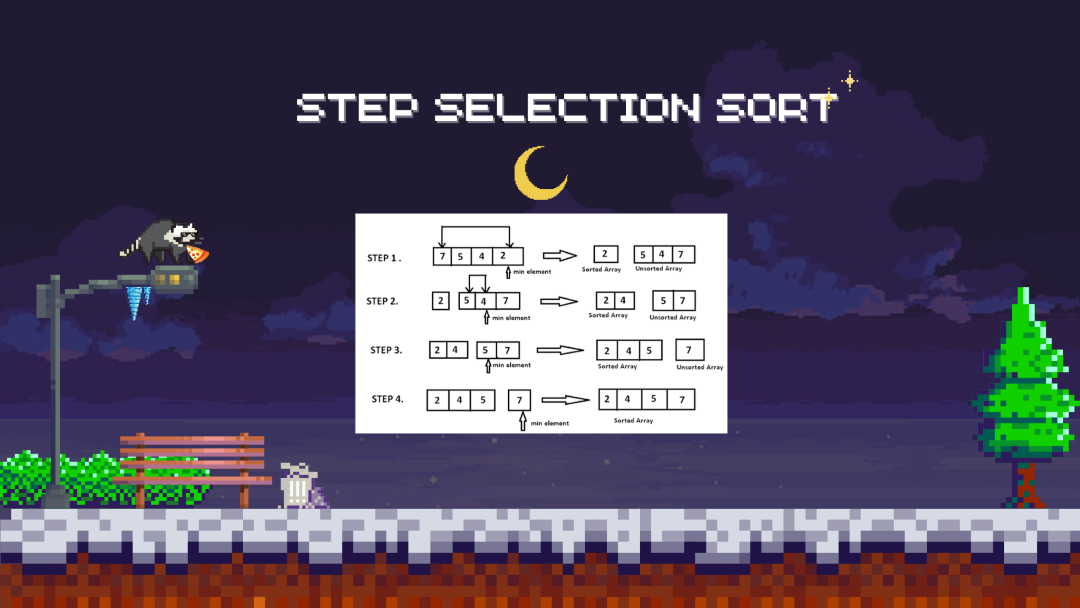 STEP SELECTION SORT
STEP 1. 7 5 4 2 2 5 4 7
min element Sorted Array Unsorted Array
STEP 2. 2 5 4 7 2 4 5 7
min element Sorted Array Unsorted Array
STEP 3. 2 4 5 7 2 4 5 7
min element Sorted Array Unsorted Array
STEP 4. 2 4 5 7 2 4 5 7
min element Sorted Array